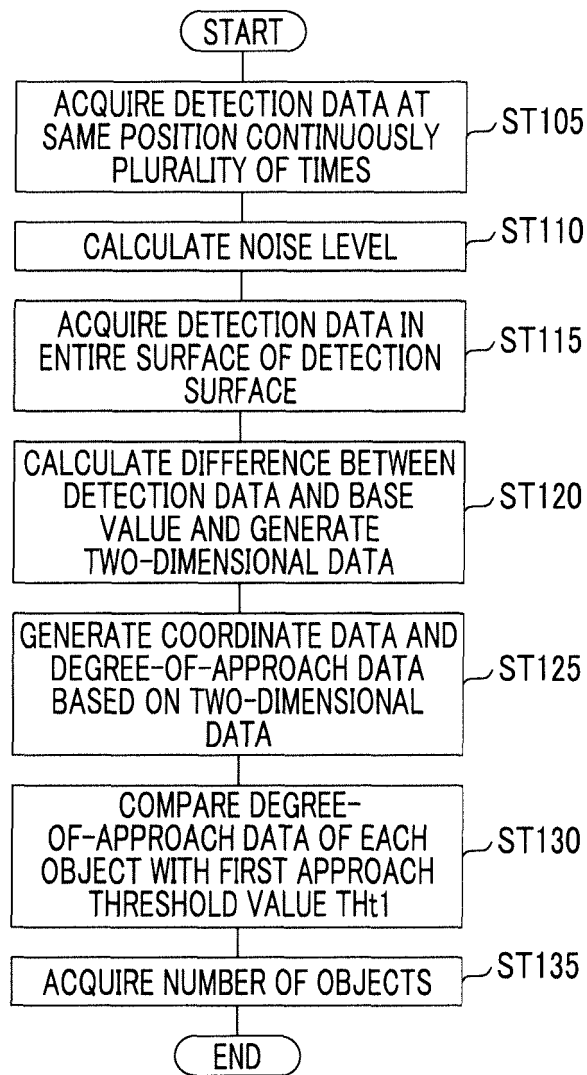 START
ACQUIRE DETECTION DATA AT
SAME POSITION CONTINUOUSLY
PLURALITY OF TIMES
ST105
CALCULATE NOISE LEVEL
ST110
ACQUIRE DETECTION DATA IN
ENTIRE SURFACE OF DETECTION
SURFACE
ST115
CALCULATE DIFFERENCE BETWEEN
DETECTION DATA AND BASE
VALUE AND GENERATE
TWO-DIMENSIONAL DATA
ST120
GENERATE COORDINATE DATA AND
DEGREE-OF-APPROACH DATA
BASED ON TWO-DIMENSIONAL
DATA
ST125
COMPARE DEGREE-
OF-APPROACH DATA OF EACH
OBJECT WITH FIRST APPROACH
THRESHOLD VALUE THt1
ST130
ACQUIRE NUMBER OF OBJECTS
ST135
END